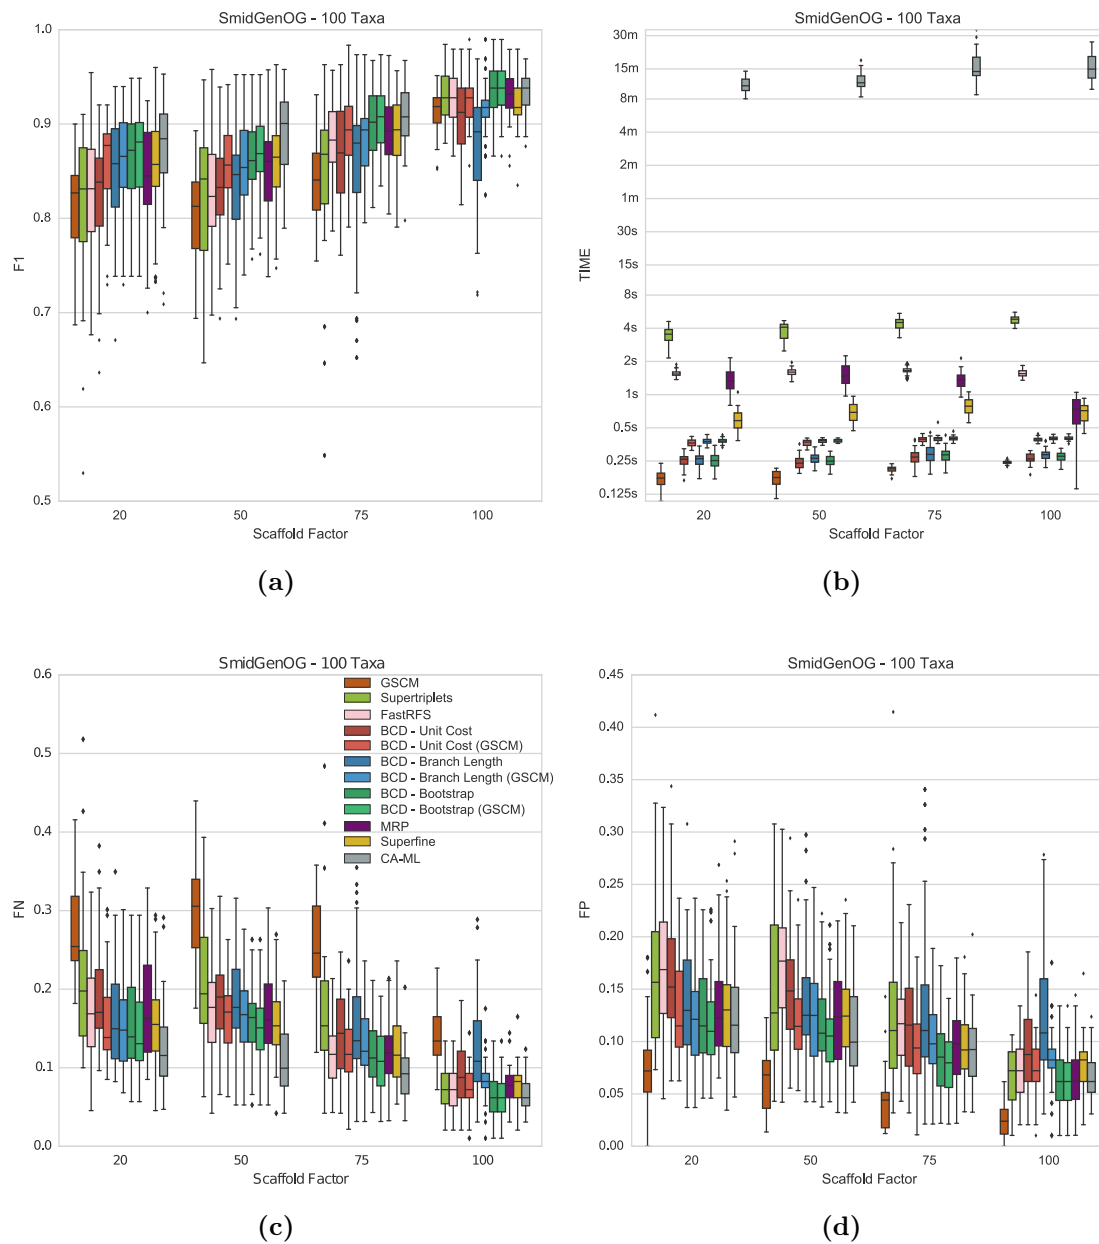 SmidGenOG - 100 Taxa
1.0
0.9
0.8
0.7
0.6
0.5
F1
20 50 75 100
Scaffold Factor
(a)
SmidGenOG - 100 Taxa
30m
15m
8m
4m
2m
1m
30s
15s
8s
4s
2s
1s
0.5s
0.25s
0.125s
TIME
20 50 75 100
Scaffold Factor
(b)
SmidGenOG - 100 Taxa
0.6
0.5
0.4
0.3
0.2
0.1
0.0
FN
GSCM
Supertriplets
FastRFS
BCD - Unit Cost
BCD - Unit Cost (GSCM)
BCD - Branch Length
BCD - Branch Length (GSCM)
BCD - Bootstrap
BCD - Bootstrap (GSCM)
MRP
Superfine
CA-ML
20 50 75 100
Scaffold Factor
(c)
SmidGenOG - 100 Taxa
0.45
0.40
0.35
0.30
0.25
0.20
0.15
0.10
0.05
0.00
FP
20 50 75 100
Scaffold Factor
(d)